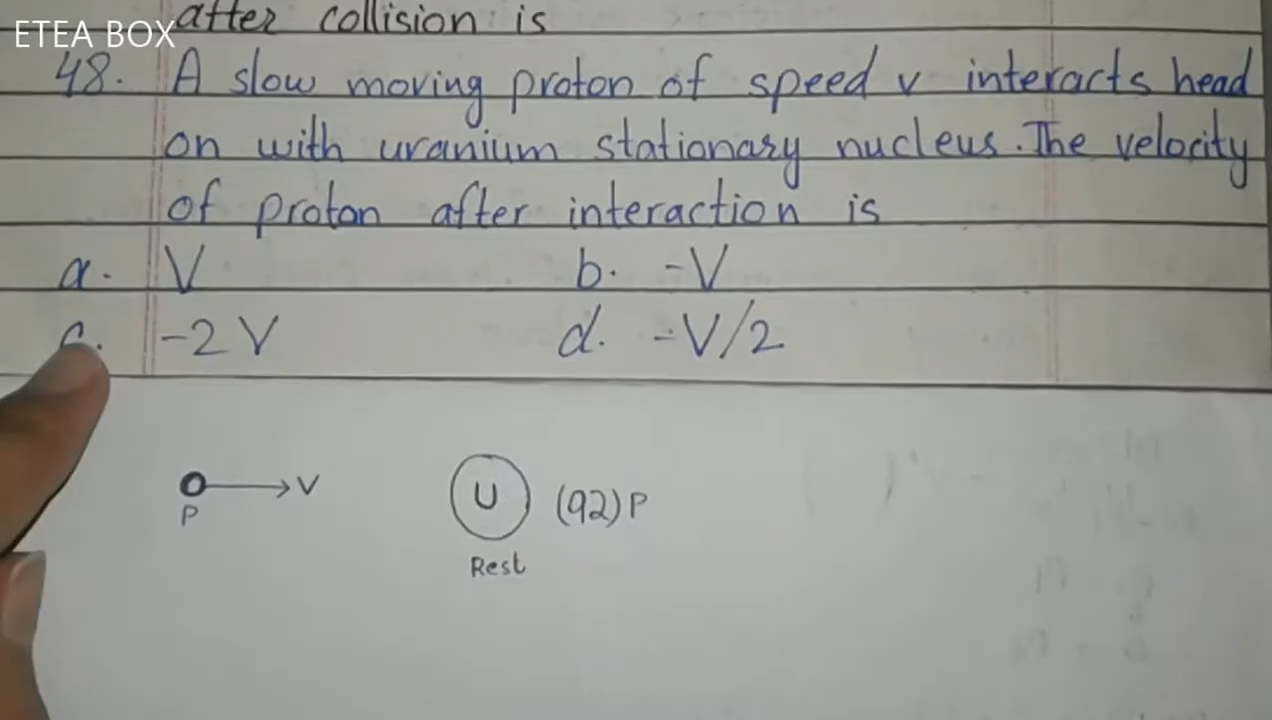 after collision is
ETEA BOX
48. A slow moving proton of speed v interacts head
on with uranium stationary nucleus. The velocity
of proton after interaction is
a. V b. -V
c. -2V d. -V/2
V
U (92)P
P
Rest